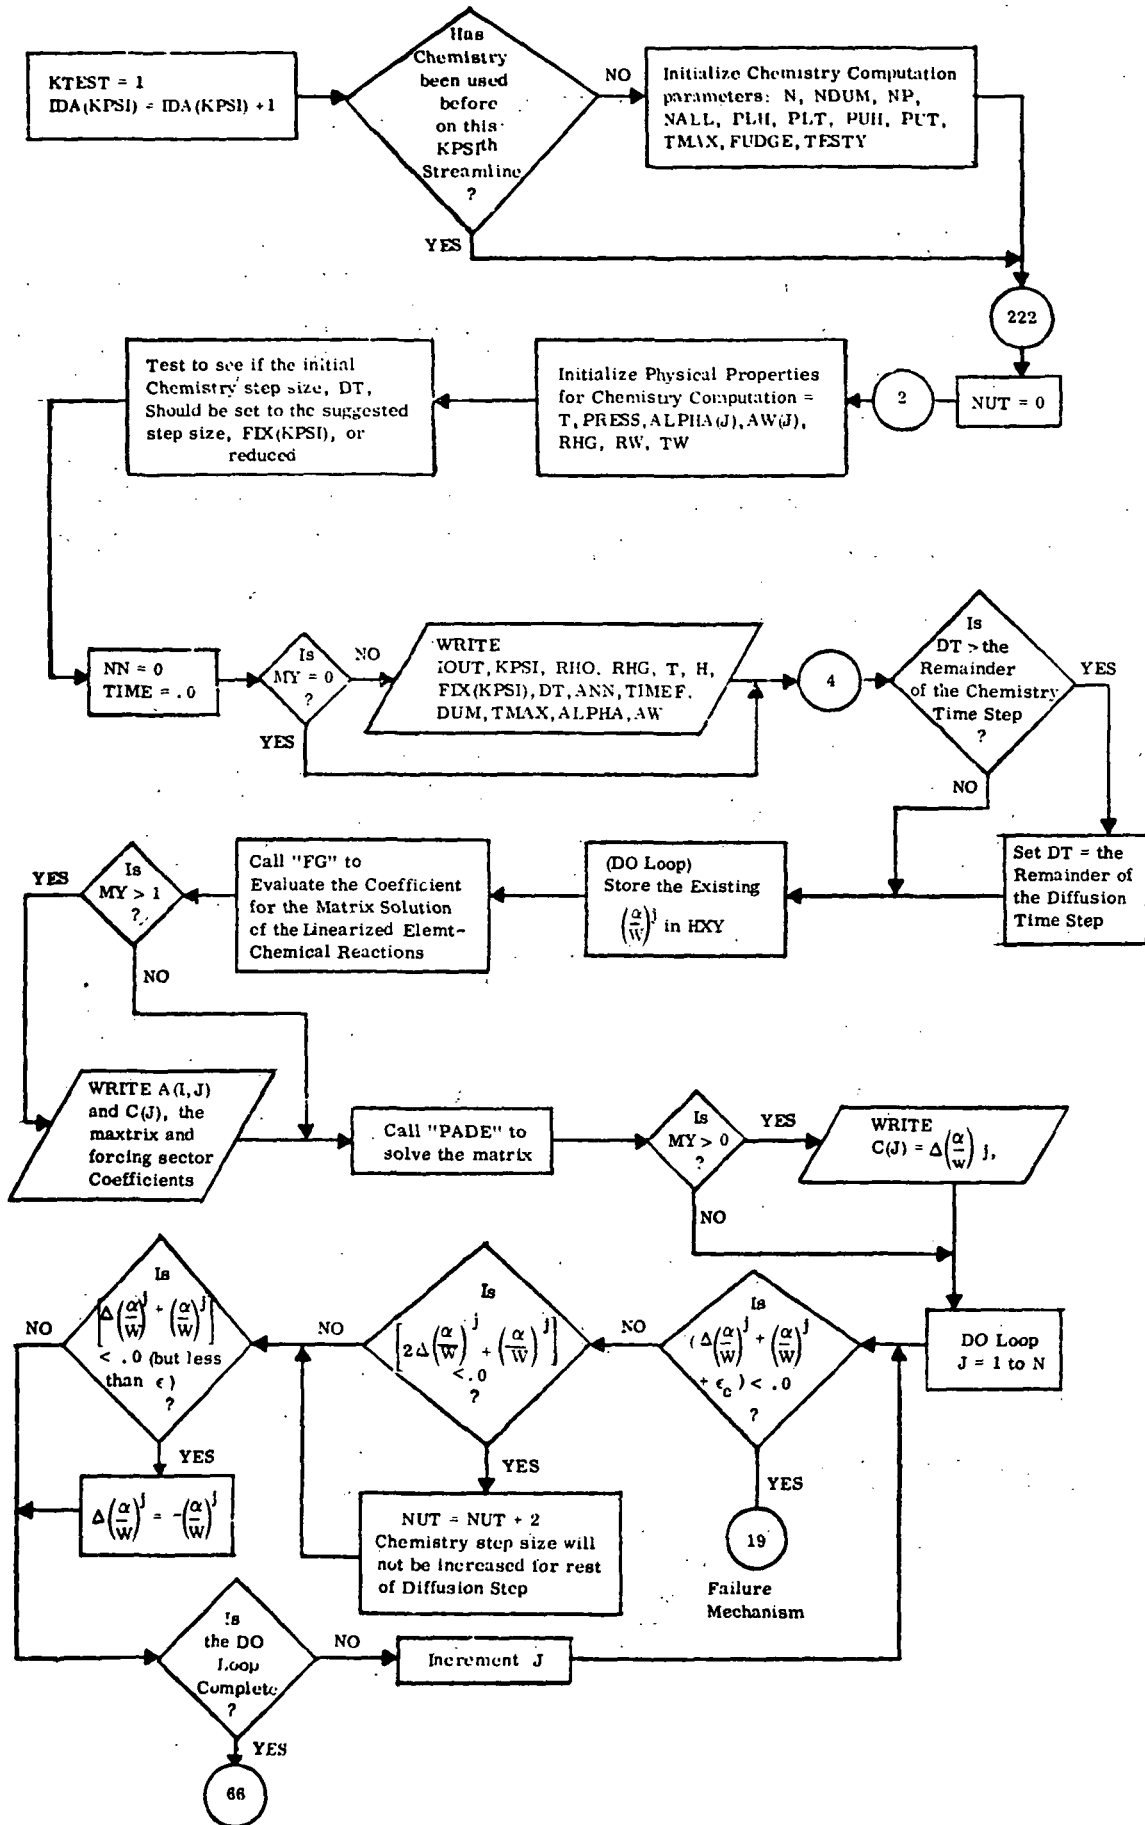 KTEST = 1
IDA(KPSI) = IDA(KPSI) +1
Has
Chemistry
been used
before
on this
KPSIth
Streamline
?
NO
YES
Initialize Chemistry Computation
parameters: N, NDUM, NP,
NALL, PLH, PLT, PUH, PUT,
TMAX, FUDGE, TESTY
222
NUT = 0
2
Initialize Physical Properties
for Chemistry Computation =
T, PRESS, ALPHA(J), AW(J),
RHG, RW, TW
Test to see if the initial
Chemistry step size, DT,
Should be set to the suggested
step size, FIX(KPSI), or
reduced
NN = 0
TIME = .0
Is
MY = 0
?
NO
YES
WRITE
IOUT, KPSI, RHO, RHG, T, H,
FIX(KPSI), DT, ANN, TIMEF,
DUM, TMAX, ALPHA, AW
4
Is
DT > the
Remainder
of the Chemistry
Time Step
?
YES
NO
Set DT = the
Remainder of
the Diffusion
Time Step
(DO Loop)
Store the Existing
(α/W)^j in HXY
Call "FG" to
Evaluate the Coefficient
for the Matrix Solution
of the Linearized Elemt-
Chemical Reactions
Is
MY > 1
?
YES
NO
WRITE A(I,J)
and C(J), the
maxtrix and
forcing sector
Coefficients
Call "PADE" to
solve the matrix
Is
MY > 0
?
YES
NO
WRITE
C(J) = Δ(α/w) j,
DO Loop
J = 1 to N
Is
(Δ(α/W)^j + (α/W)^j
+ ϵc) < .0
?
NO
YES
19
Failure
Mechanism
Is
[2Δ(α/W)^j + (α/W)^j]
< .0
?
NO
YES
NUT = NUT + 2
Chemistry step size will
not be increased for rest
of Diffusion Step
Is
[Δ(α/W)^j + (α/W)^j]
< .0 (but less
than ϵ)
?
NO
YES
Δ(α/W)^j = -(α/W)^j
Is
the DO
Loop
Complete
?
NO
YES
Increment J
66